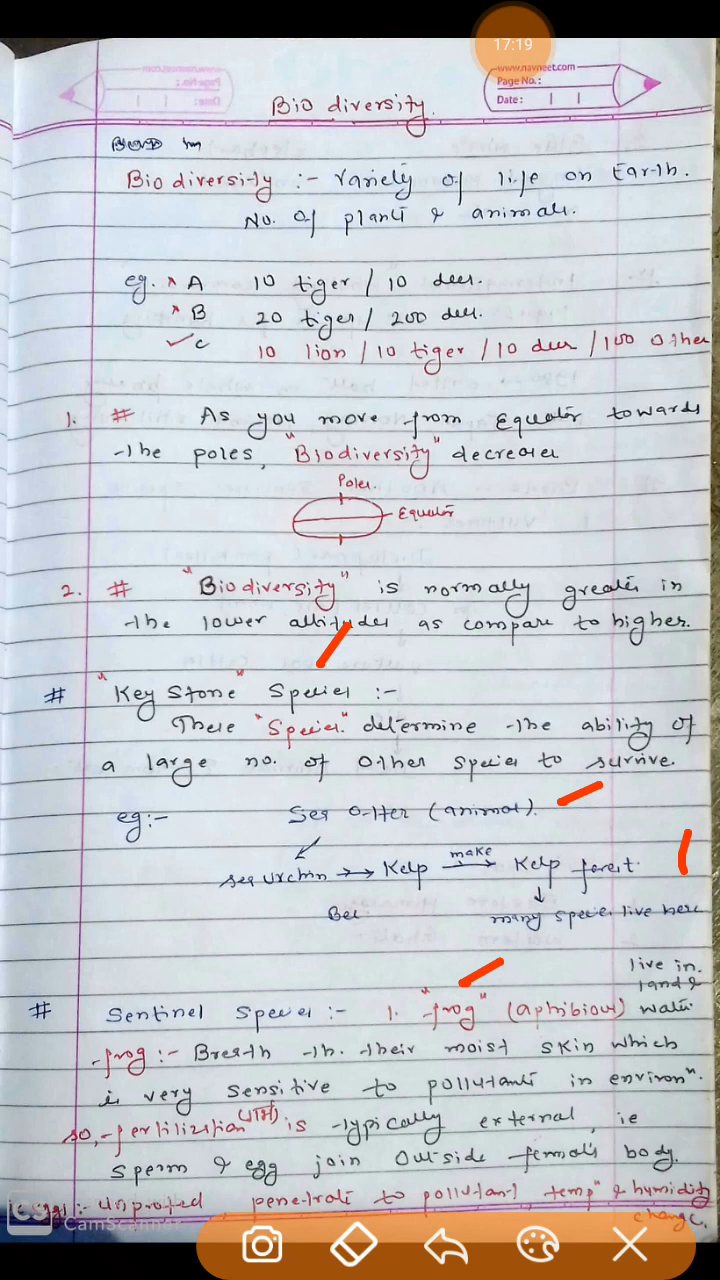 17:19
www.navneet.com
Page No.:
Date:
Bio diversity.
Bio diversity :- Variety of life on Earth.
No. of plants & animals.
eg. x A 10 tiger / 10 deer.
x B 20 tiger / 200 deer.
✓ C 10 lion / 10 tiger / 10 deer / 100 other
1. # As you move from Equator towards
the poles, "Biodiversity" decreases
Poles.
Equator
2. # "Biodiversity" is normally greater in
the lower altitudes as compare to higher.
# "Key Stone" Species :-
These "Species" determine the ability of
a large no. of other species to survive.
eg:- Sea Otter (animal).
sea urchin →→ Kelp make → Kelp forest.
Bee
many species live here
live in
land &
water
# Sentinel Species :- 1. "frog" (aphibious)
frog :- Breath th. their moist skin which
is very sensitive to pollutants in environⁿ.
so, fertilization is typically external, ie
sperm & egg join outside female's body.
:- unproted, penetrate to pollutant, tempⁿ & humidity
change.
CS CamScanner